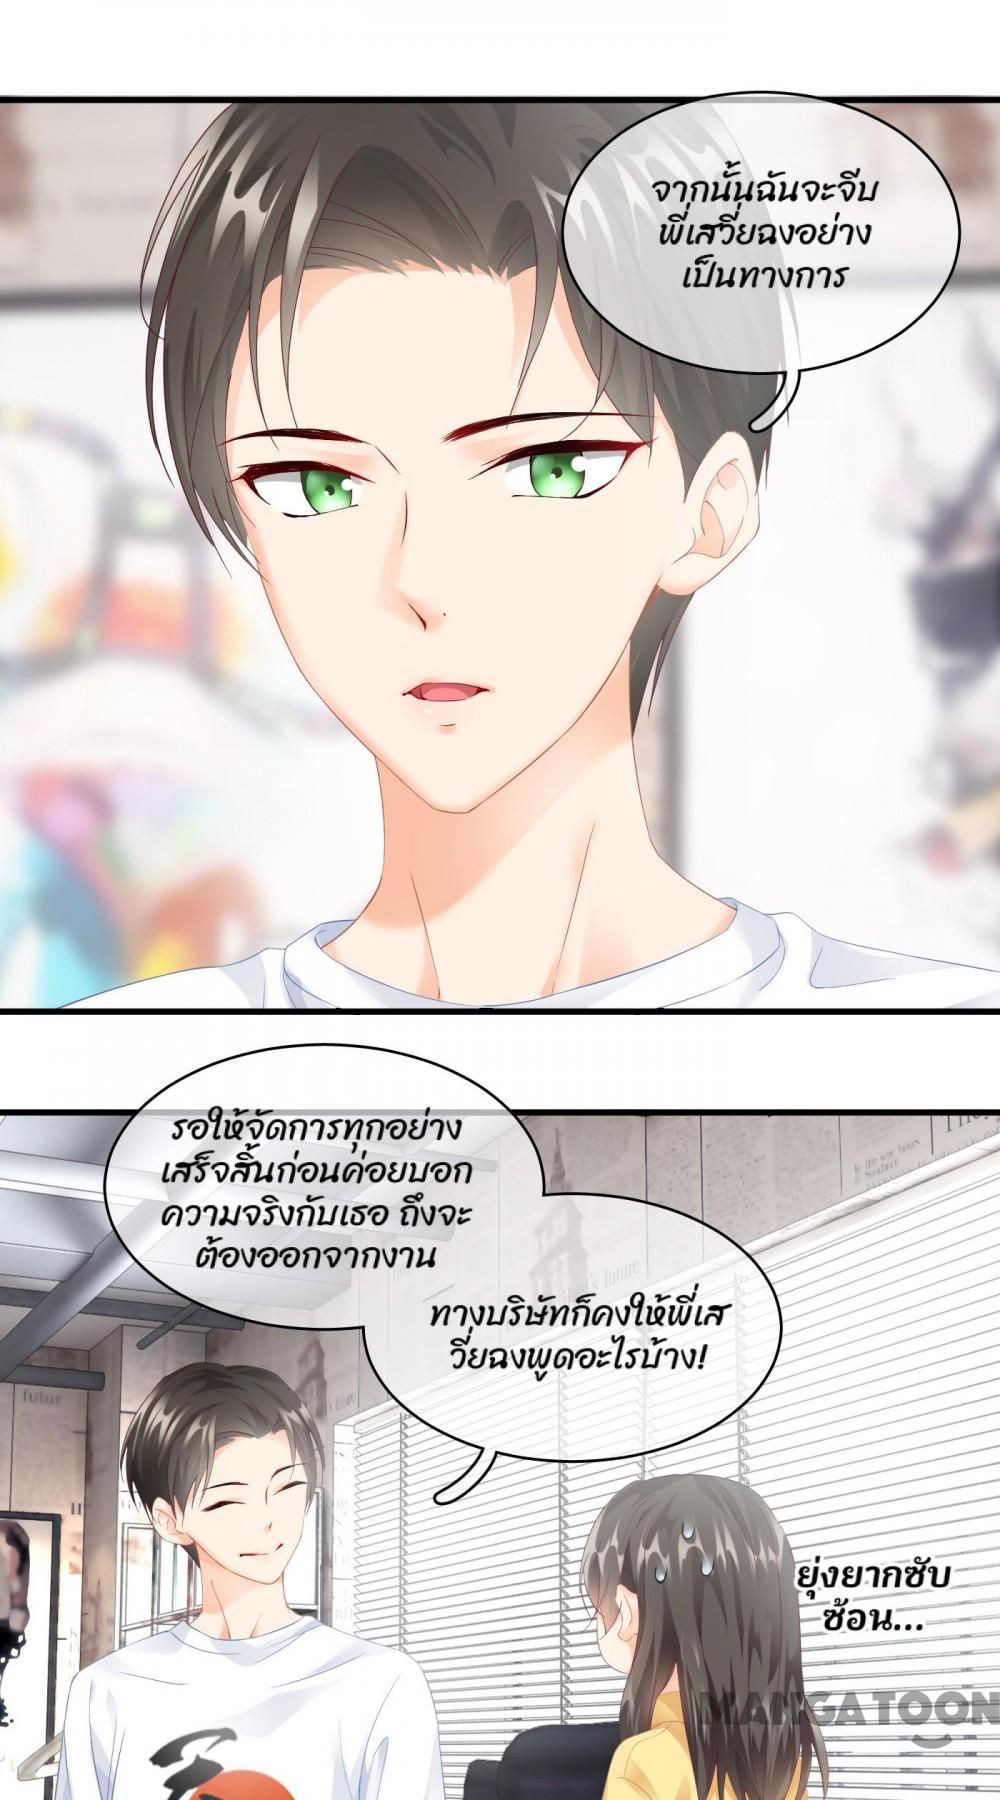 จากนั้นฉันจะจีบ
พี่เสวี่ยฉงอย่าง
เป็นทางการ
รอให้จัดการทุกอย่าง
เสร็จสิ้นก่อนค่อยบอก
ความจริงกับเธอ ถึงจะ
ต้องออกจากงาน
ทางบริษัทก็คงให้พี่เส
วี่ยฉงพูดอะไรบ้าง!
ยุ่งยากซับ
ซ้อน...
MANGATOON